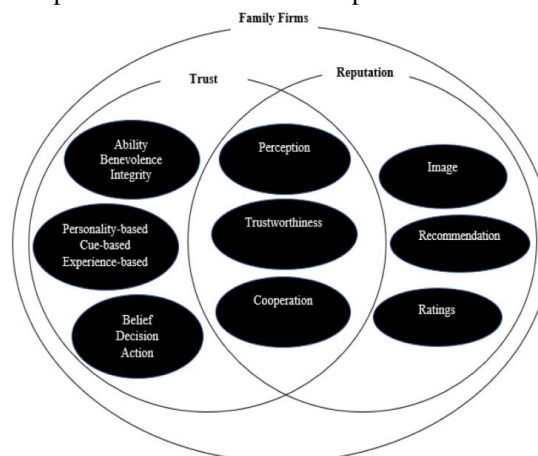 Family Firms
Trust
Reputation
Ability
Benevolence
Integrity
Perception
Image
Personality-based
Cue-based
Experience-based
Trustworthiness
Recommendation
Belief
Decision
Action
Cooperation
Ratings